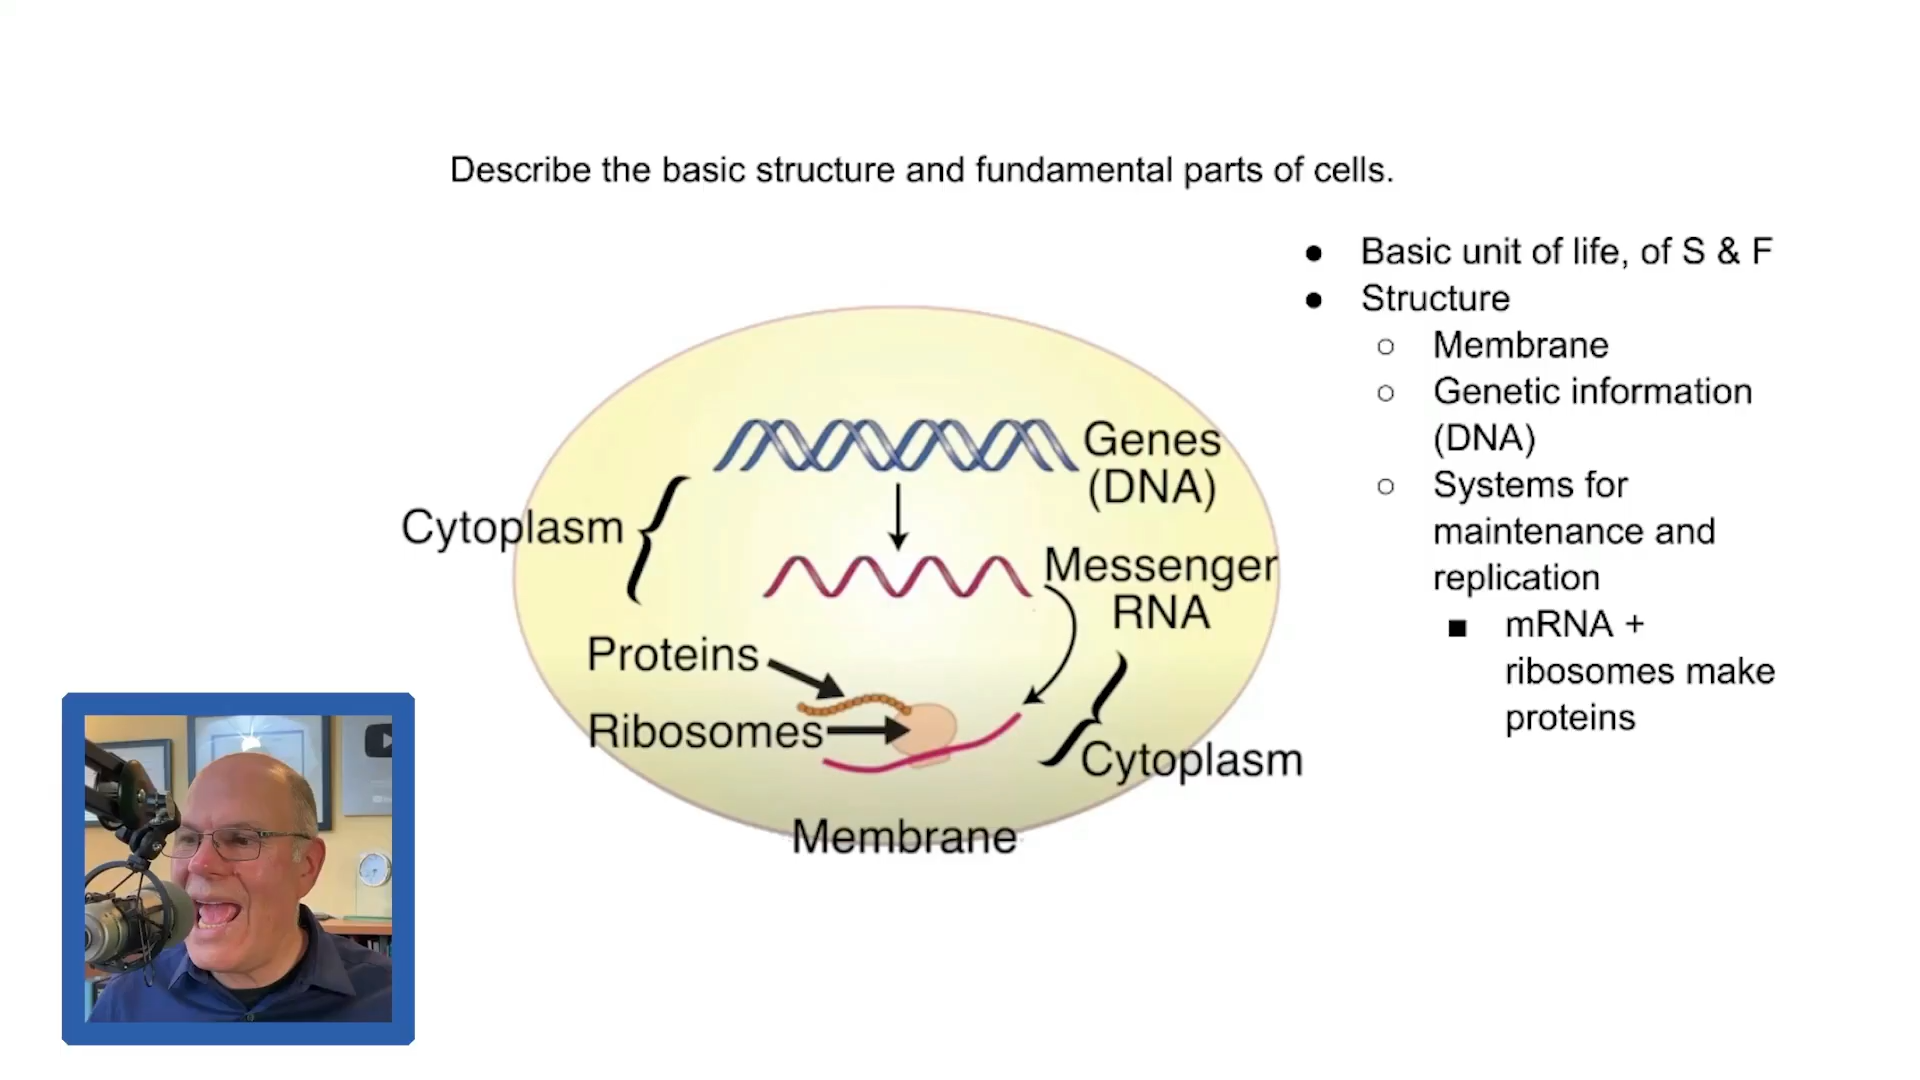 Describe the basic structure and fundamental parts of cells.
● Basic unit of life, of S & F
● Structure
○ Membrane
○ Genetic information
(DNA)
○ Systems for
maintenance and
replication
■ mRNA +
ribosomes make
proteins
Genes
(DNA)
Cytoplasm
Messenger
RNA
Proteins
Ribosomes
Cytoplasm
Membrane